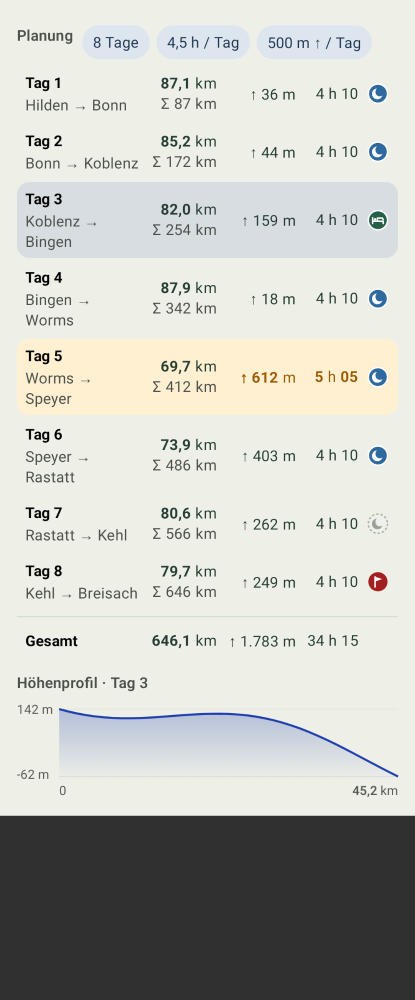 Planung 8 Tage 4,5 h / Tag 500 m ↑ / Tag
Tag 1 87,1 km ↑ 36 m 4 h 10
Hilden → Bonn Σ 87 km
Tag 2 85,2 km ↑ 44 m 4 h 10
Bonn → Koblenz Σ 172 km
Tag 3 82,0 km ↑ 159 m 4 h 10
Koblenz → Σ 254 km
Bingen
Tag 4 87,9 km ↑ 18 m 4 h 10
Bingen → Σ 342 km
Worms
Tag 5 69,7 km ↑ 612 m 5 h 05
Worms → Σ 412 km
Speyer
Tag 6 73,9 km ↑ 403 m 4 h 10
Speyer → Σ 486 km
Rastatt
Tag 7 80,6 km ↑ 262 m 4 h 10
Rastatt → Kehl Σ 566 km
Tag 8 79,7 km ↑ 249 m 4 h 10
Kehl → Breisach Σ 646 km
Gesamt 646,1 km ↑ 1.783 m 34 h 15
Höhenprofil · Tag 3
142 m
-62 m
0 45,2 km